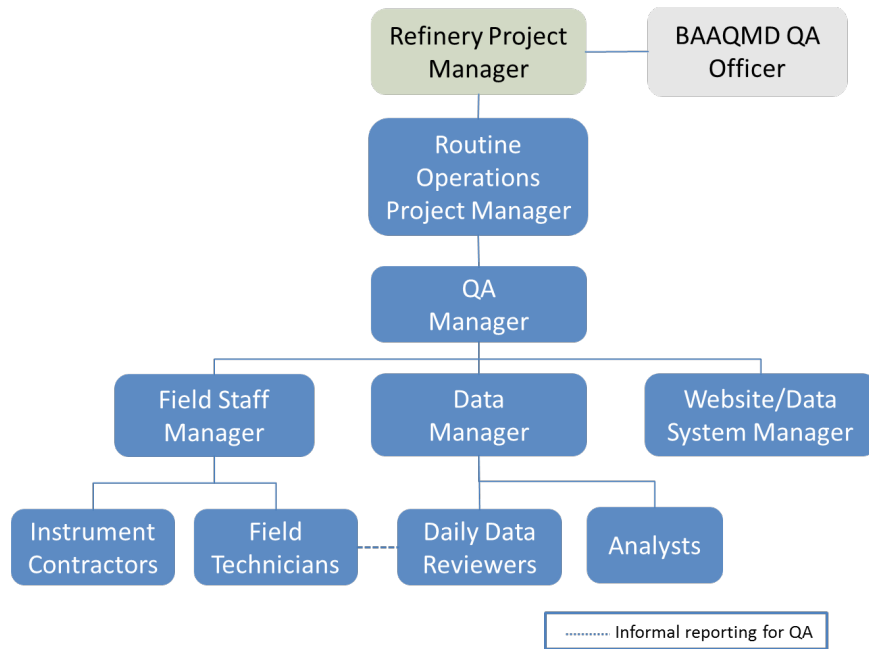 Refinery Project
Manager
BAAQMD QA
Officer
Routine
Operations
Project Manager
QA
Manager
Field Staff
Manager
Data
Manager
Website/Data
System Manager
Instrument
Contractors
Field
Technicians
Daily Data
Reviewers
Analysts
Informal reporting for QA